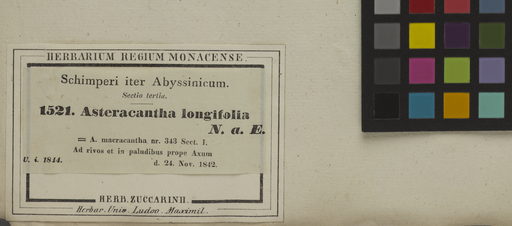 HERBARIUM REGIUM MONACENSE.
Schimperi iter Abyssinicum.
Sectio tertia.
1521. Asteracantha longifolia
N. a. E.
= A. macracantha nr. 343 Sect. I.
Ad rivos et in paludibus prope Axum
U. i. 1844. d. 24. Nov. 1842.
HERB. ZUCCARINII.
Herbar. Univ. Ludov. Maximil.